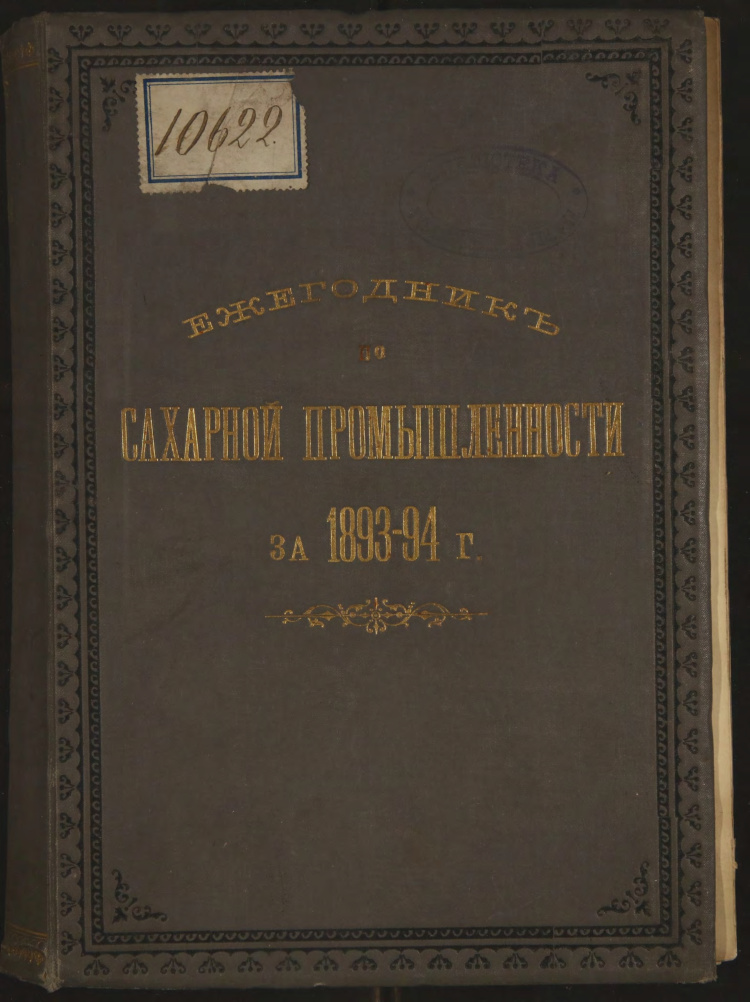 10622.
ЕЖЕГОДНИКЪ
по
САХАРНОЙ ПРОМЫШЛЕННОСТИ
ЗА 1893-94 Г.